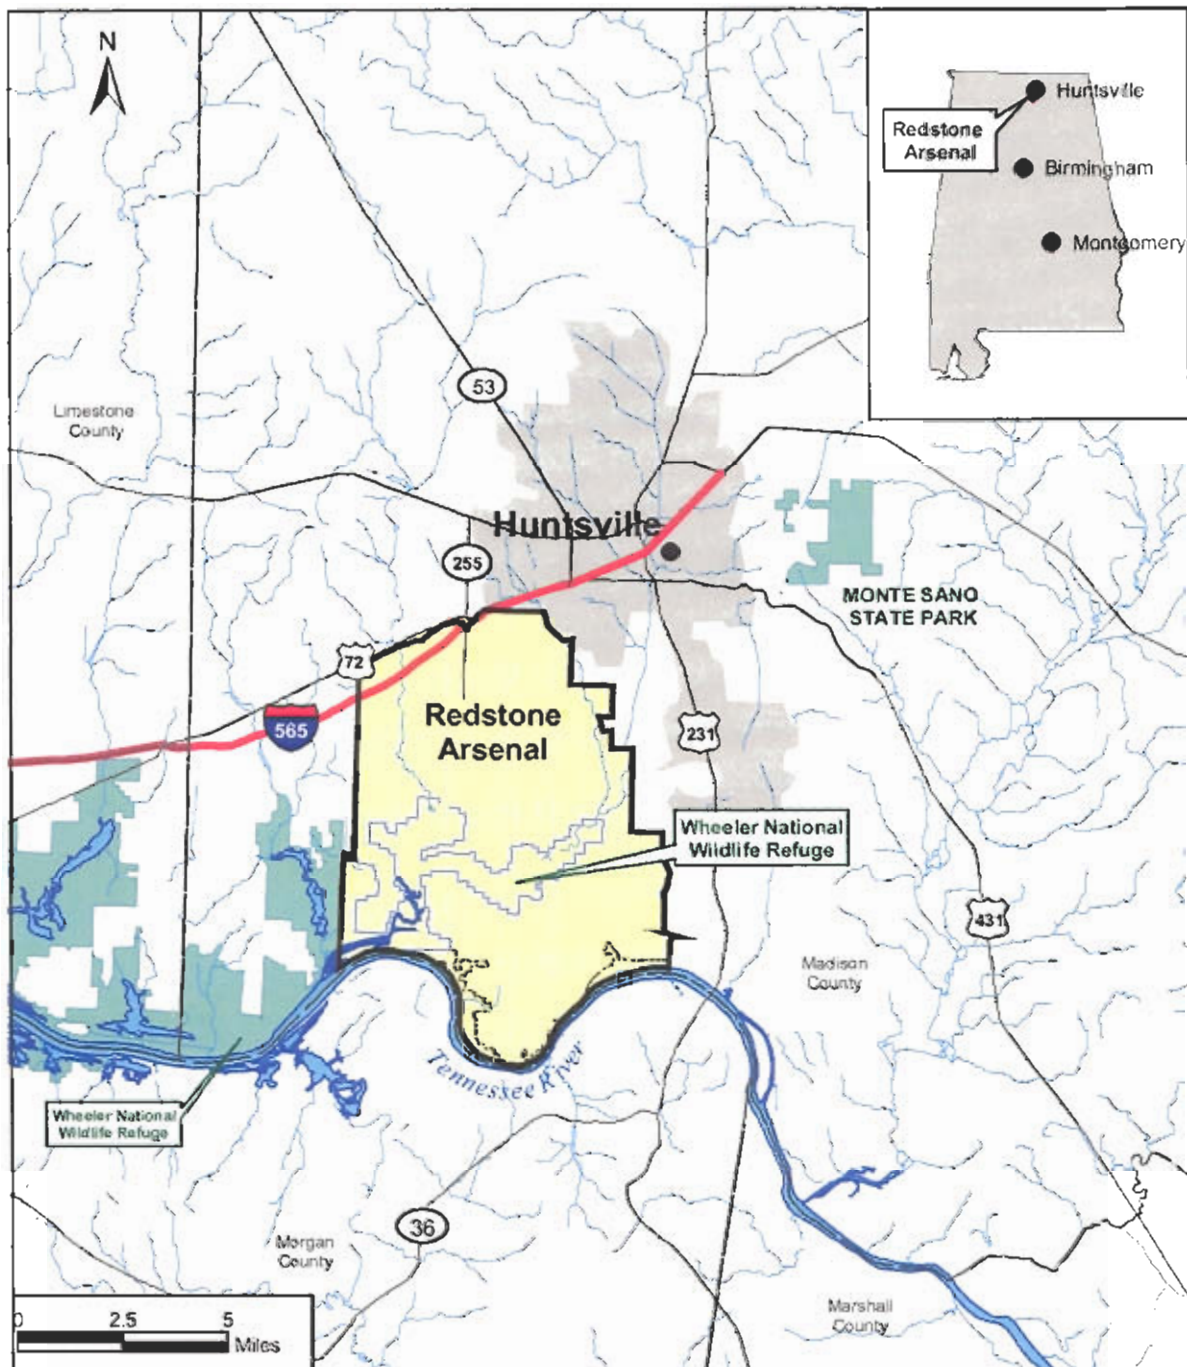 N
Huntsville
Redstone
Arsenal
Birmingham
Montgomery
53
Limestone
County
Huntsville
255
MONTE SANO
STATE PARK
72
Redstone
Arsenal
565
231
Wheeler National
Wildlife Refuge
431
Madison
County
Tennessee River
Wheeler National
Wildlife Refuge
36
Morgan
County
Marshall
County
0 2.5 5
Miles